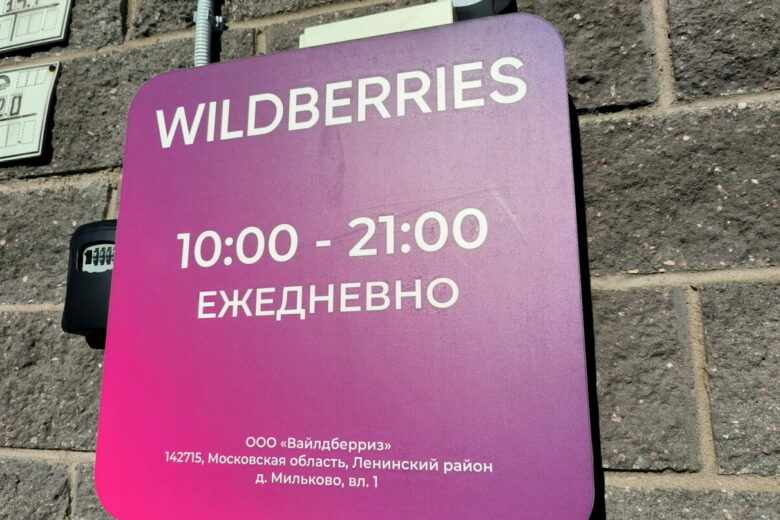 WILDBERRIES
10:00 - 21:00
ЕЖЕДНЕВНО
ООО «Вайлдберриз»
142715, Московская область, Ленинский район
д. Мильково, вл. 1